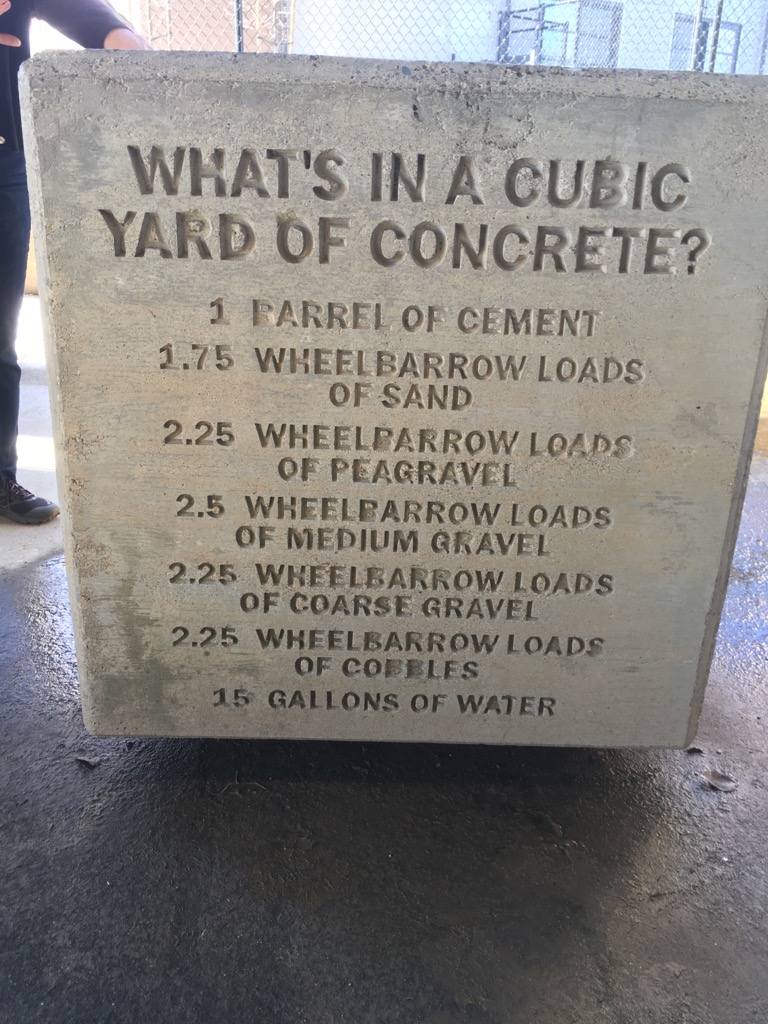 WHAT'S IN A CUBIC
YARD OF CONCRETE?
1 BARREL OF CEMENT
1.75 WHEELBARROW LOADS
OF SAND
2.25 WHEELBARROW LOADS
OF PEAGRAVEL
2.5 WHEELBARROW LOADS
OF MEDIUM GRAVEL
2.25 WHEELBARROW LOADS
OF COARSE GRAVEL
2.25 WHEELBARROW LOADS
OF COBBLES
15 GALLONS OF WATER